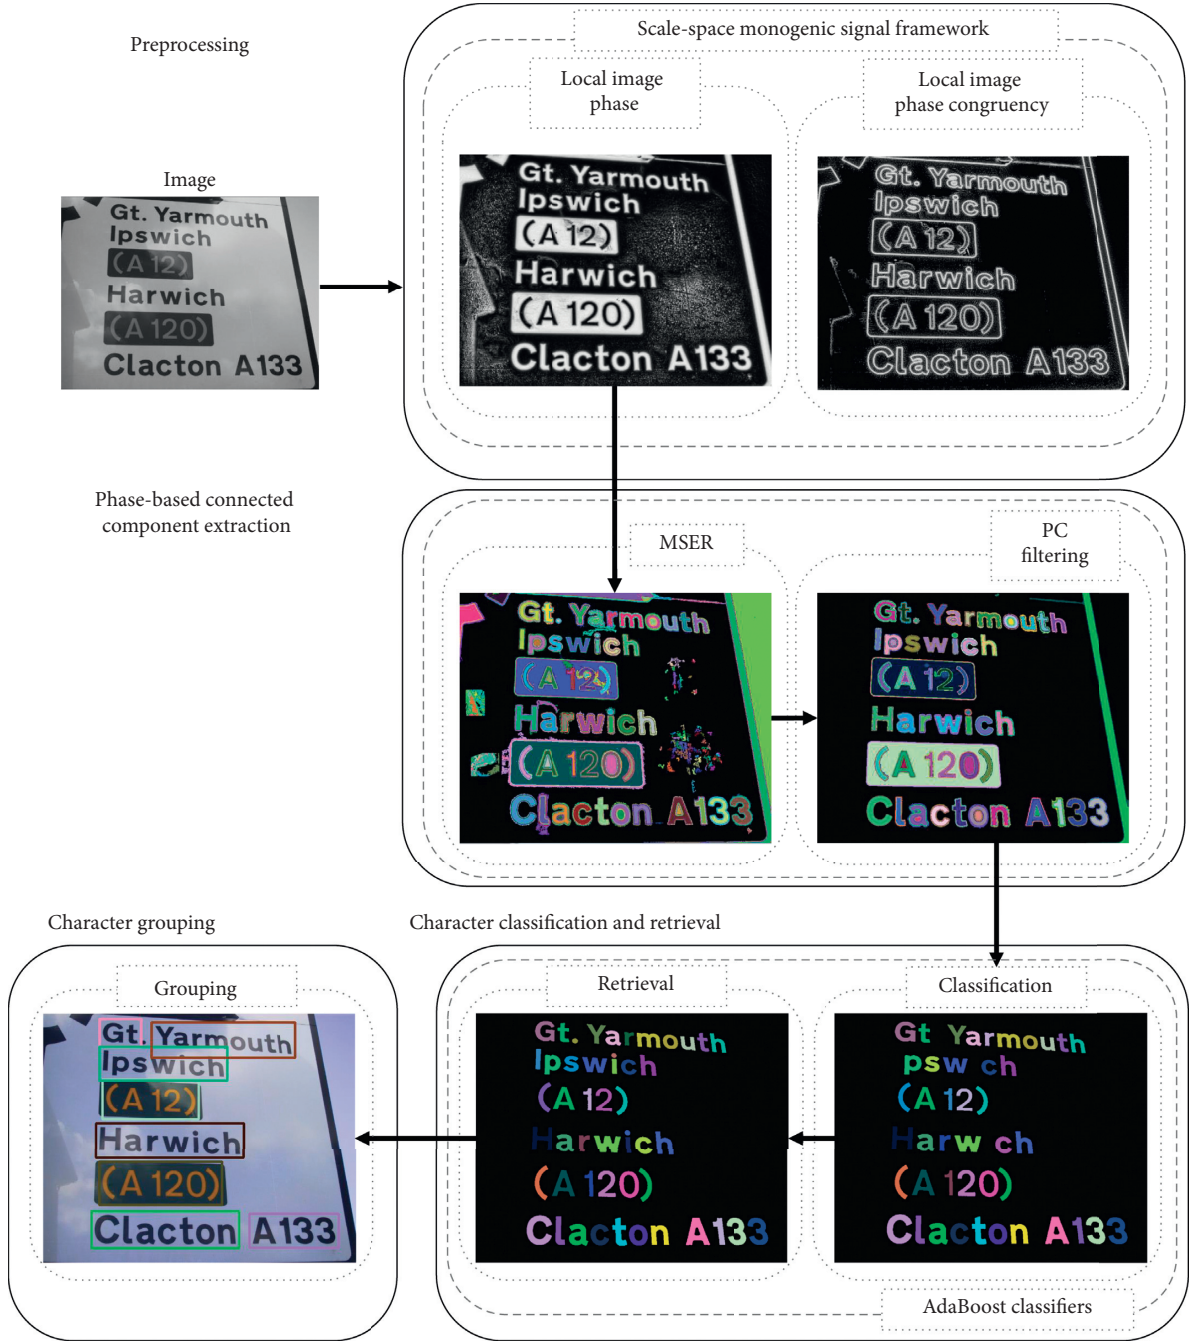 Preprocessing
Scale-space monogenic signal framework
Local image
phase
Local image
phase congruency
Image
Gt. Yarmouth
Ipswich
(A 12)
Harwich
(A 120)
Clacton A133
Gt. Yarmouth
Ipswich
(A 12)
Harwich
(A 120)
Clacton A133
Gt. Yarmouth
Ipswich
(A 12)
Harwich
(A 120)
Clacton A133
Phase-based connected
component extraction
MSER
PC
filtering
Gt. Yarmouth
Ipswich
(A 12)
Harwich
(A 120)
Clacton A133
Gt. Yarmouth
Ipswich
(A 12)
Harwich
(A 120)
Clacton A133
Character grouping
Character classification and retrieval
Grouping
Retrieval
Classification
Gt. Yarmouth
Ipswich
(A 12)
Harwich
(A 120)
Clacton A133
Gt. Yarmouth
Ipswich
(A 12)
Harwich
(A 120)
Clacton A133
Gt Yarmouth
psw ch
(A 12)
Harw ch
(A 120)
Clacton A133
AdaBoost classifiers